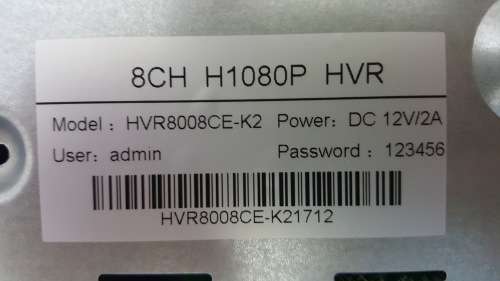 8CH H1080P HVR
Model : HVR8008CE-K2 Power: DC 12V/2A
User: admin Password : 123456
HVR8008CE-K21712